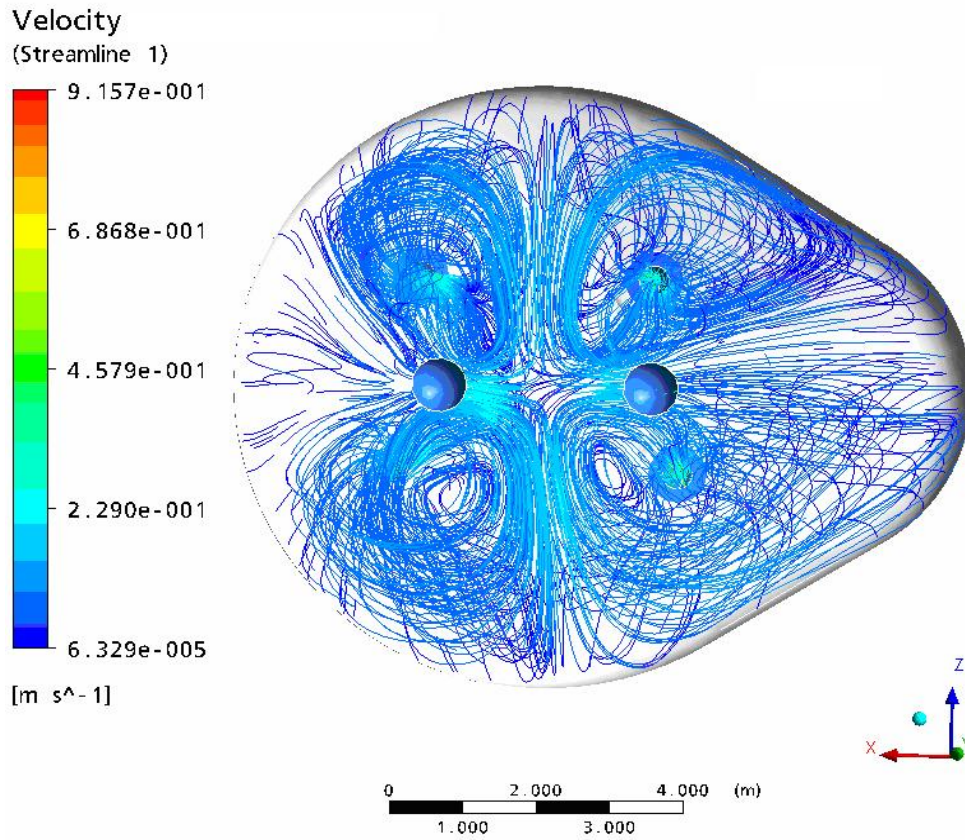 Velocity
(Streamline 1)
9.157e-001
6.868e-001
4.579e-001
2.290e-001
6.329e-005
[m s^-1]
Z
X
Y
0 2.000 4.000 (m)
1.000 3.000